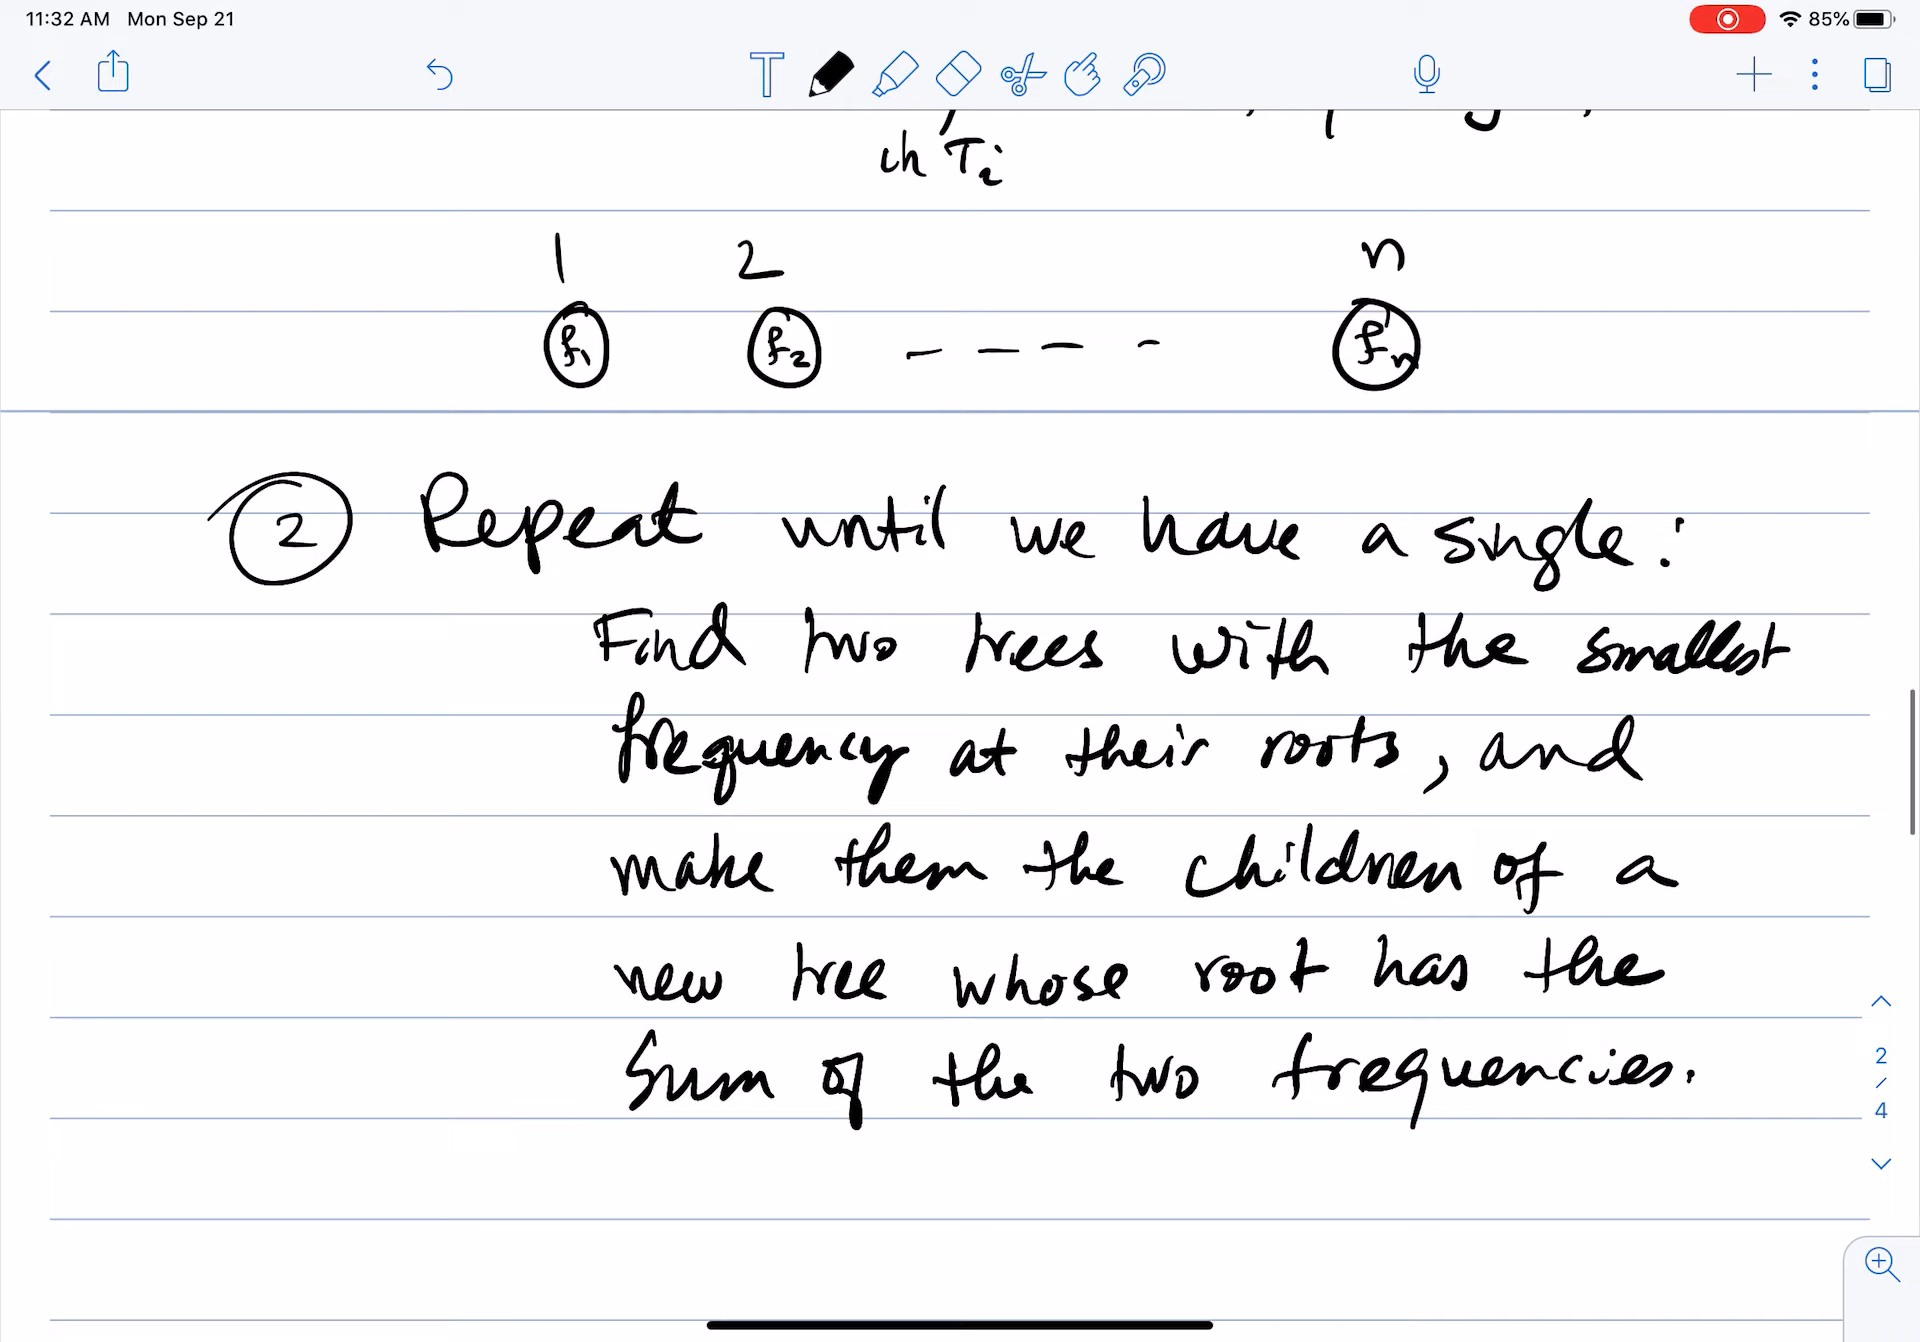 11:32 AM Mon Sep 21
85%
T
in Ti
1 2 n
f1 f2 ---- fn
2 Repeat until we have a single:
Find two trees with the smallest
frequency at their roots, and
make them the children of a
new tree whose root has the
Sum of the two frequencies.
2
/
4